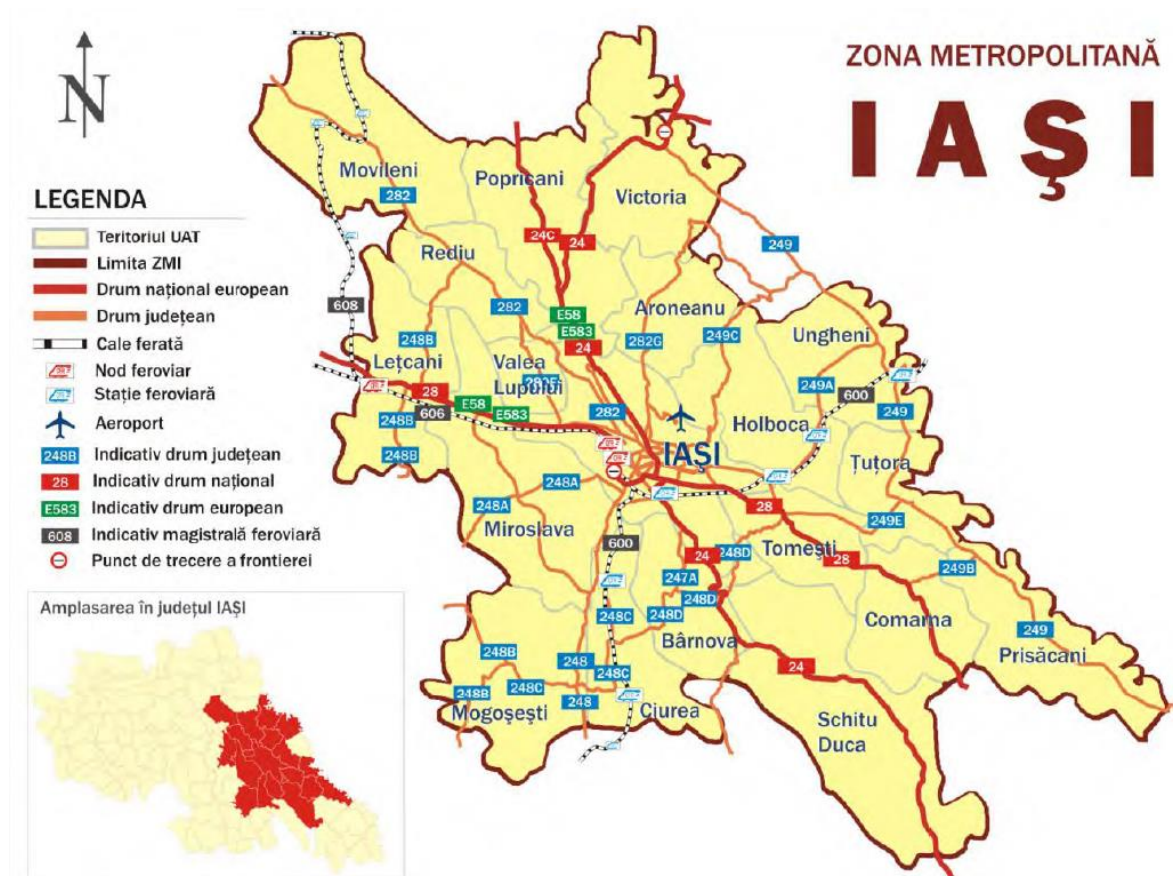 ZONA METROPOLITANĂ
IAŞI
N
LEGENDA
Teritoriul UAT
Limita ZMI
Drum naţional european
Drum judeţean
Cale ferată
Nod feroviar
Staţie feroviară
Aeroport
248B Indicativ drum judeţean
28 Indicativ drum naţional
E583 Indicativ drum european
608 Indicativ magistrală feroviară
Punct de trecere a frontierei
Amplasarea în judeţul IAŞI
Movileni
282
Popricani
Victoria
24C
24
249
Rediu
608
282
E58
E583
24
Aroneanu
282G
249C
Ungheni
248B
Leţcani
Valea
Lupului
28
606
E58
E583
248B
248B
282
249A
600
249
Holboca
IAŞI
Ţuţora
248A
248A
Miroslava
28
249E
600
24
248D
Tomeşti
28
249B
247A
248D
248D
248C
Bârnova
Comarna
249
Prisăcani
248B
248
248C
248B
248C
248
24
Mogoşeşti
Ciurea
Schitu
Duca